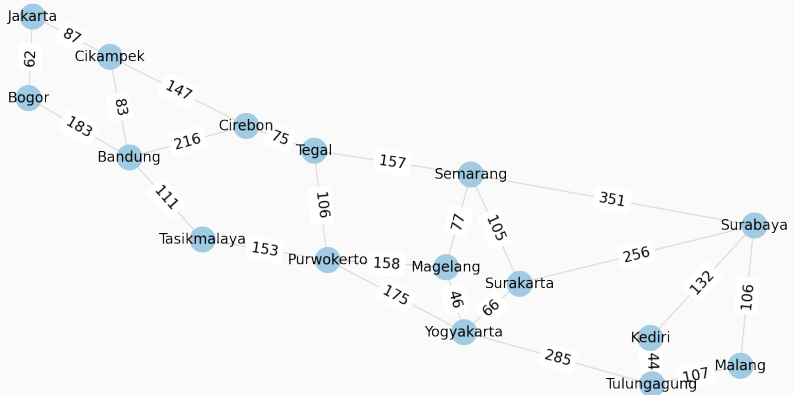 Jakarta
87
Cikampek
62
147
Bogor
83
183
Cirebon
75
216
Tegal
Bandung
157
Semarang
111
351
106
77
105
Surabaya
Tasikmalaya
153
256
Purwokerto
158
Magelang
Surakarta
132
175
46
66
106
Yogyakarta
Kediri
285
44
Malang
107
Tulungagung